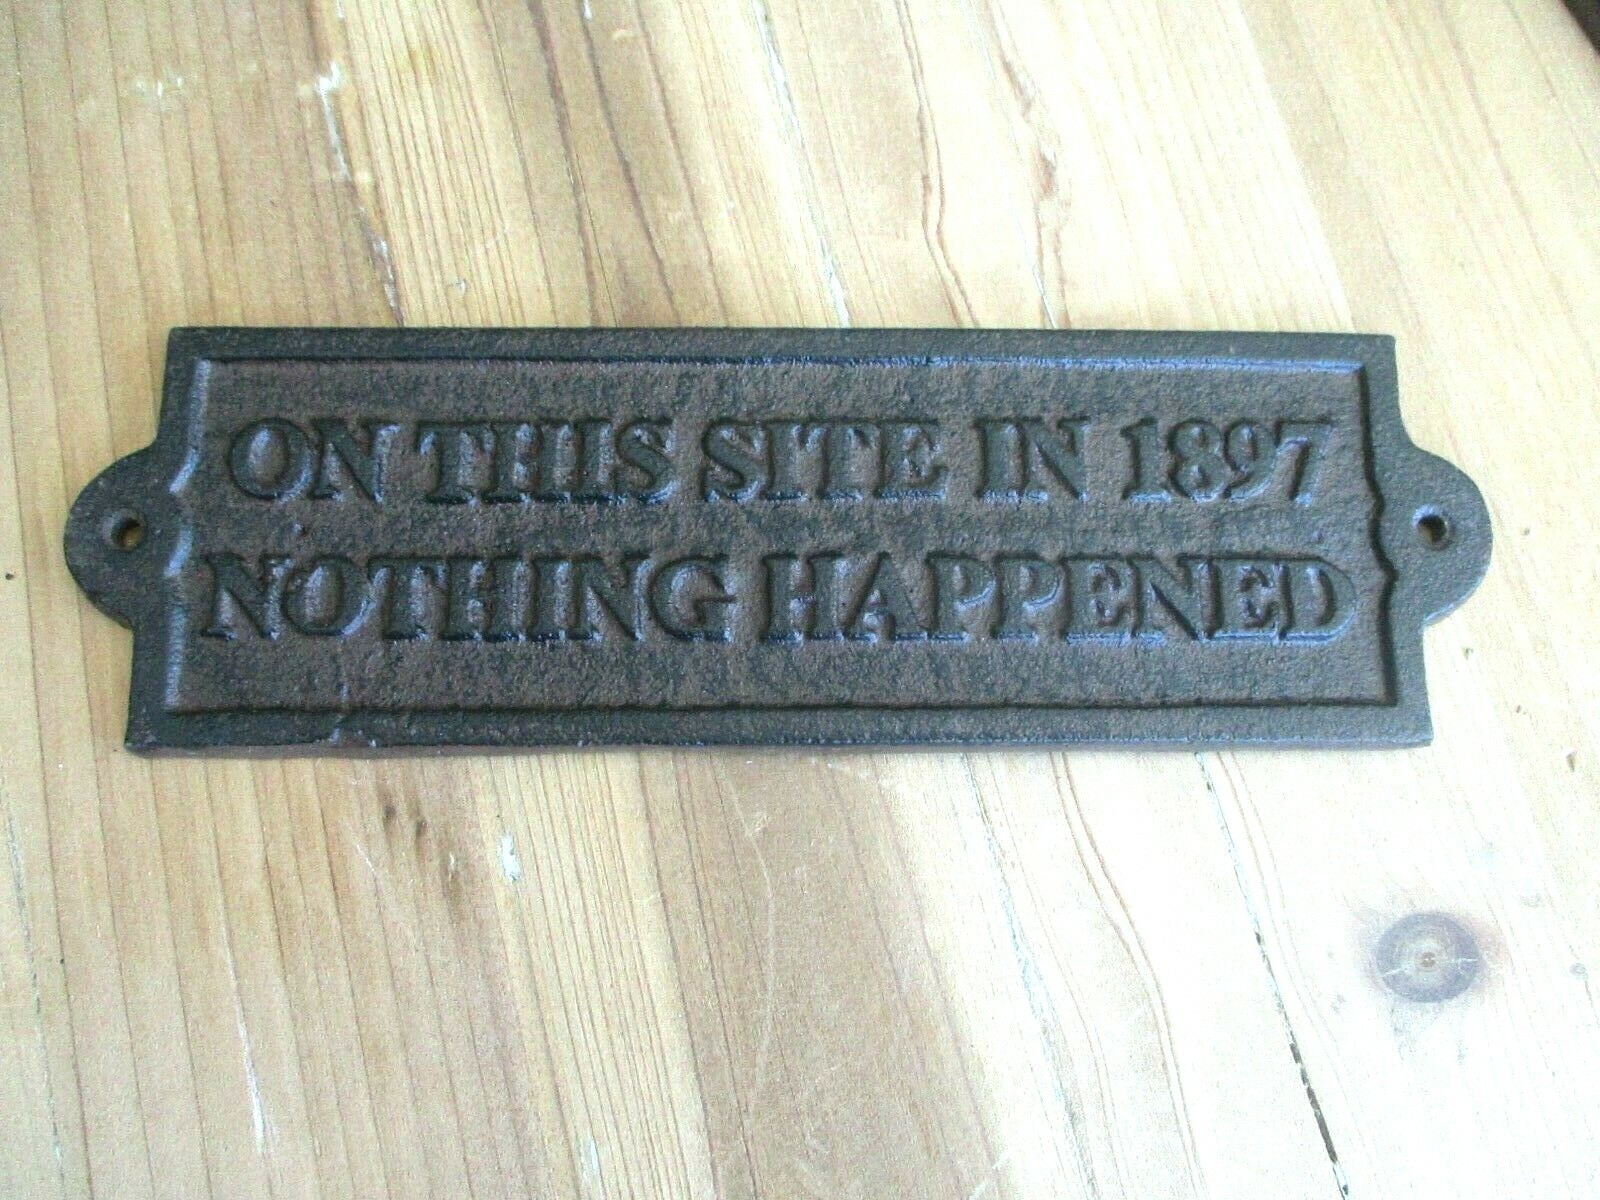 ON THIS SITE IN 1897
NOTHING HAPPENED